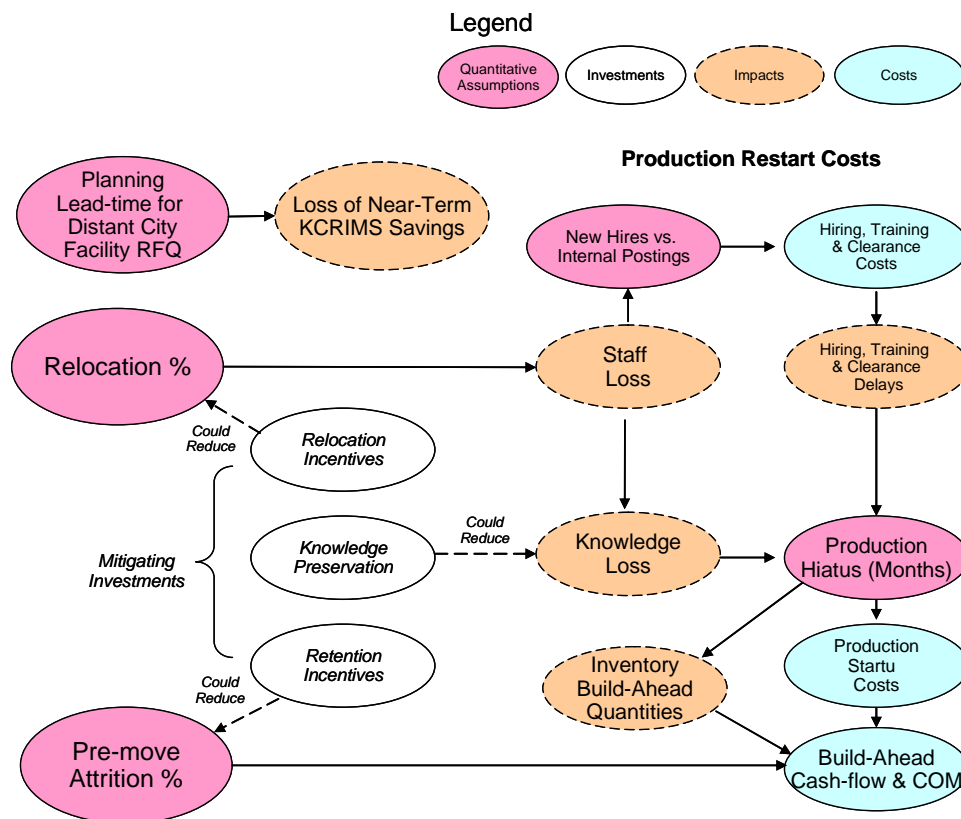 Legend
Quantitative
Assumptions
Investments
Impacts
Costs
Production Restart Costs
Planning
Lead-time for
Distant City
Facility RFQ
Loss of Near-Term
KCRIMS Savings
New Hires vs.
Internal Postings
Hiring, Training
& Clearance
Costs
Relocation %
Staff
Loss
Hiring, Training
& Clearance
Delays
Could
Reduce
Relocation
Incentives
Mitigating
Investments
Knowledge
Preservation
Could
Reduce
Knowledge
Loss
Production
Hiatus (Months)
Retention
Incentives
Could
Reduce
Inventory
Build-Ahead
Quantities
Production
Startu
Costs
Pre-move
Attrition %
Build-Ahead
Cash-flow & COM